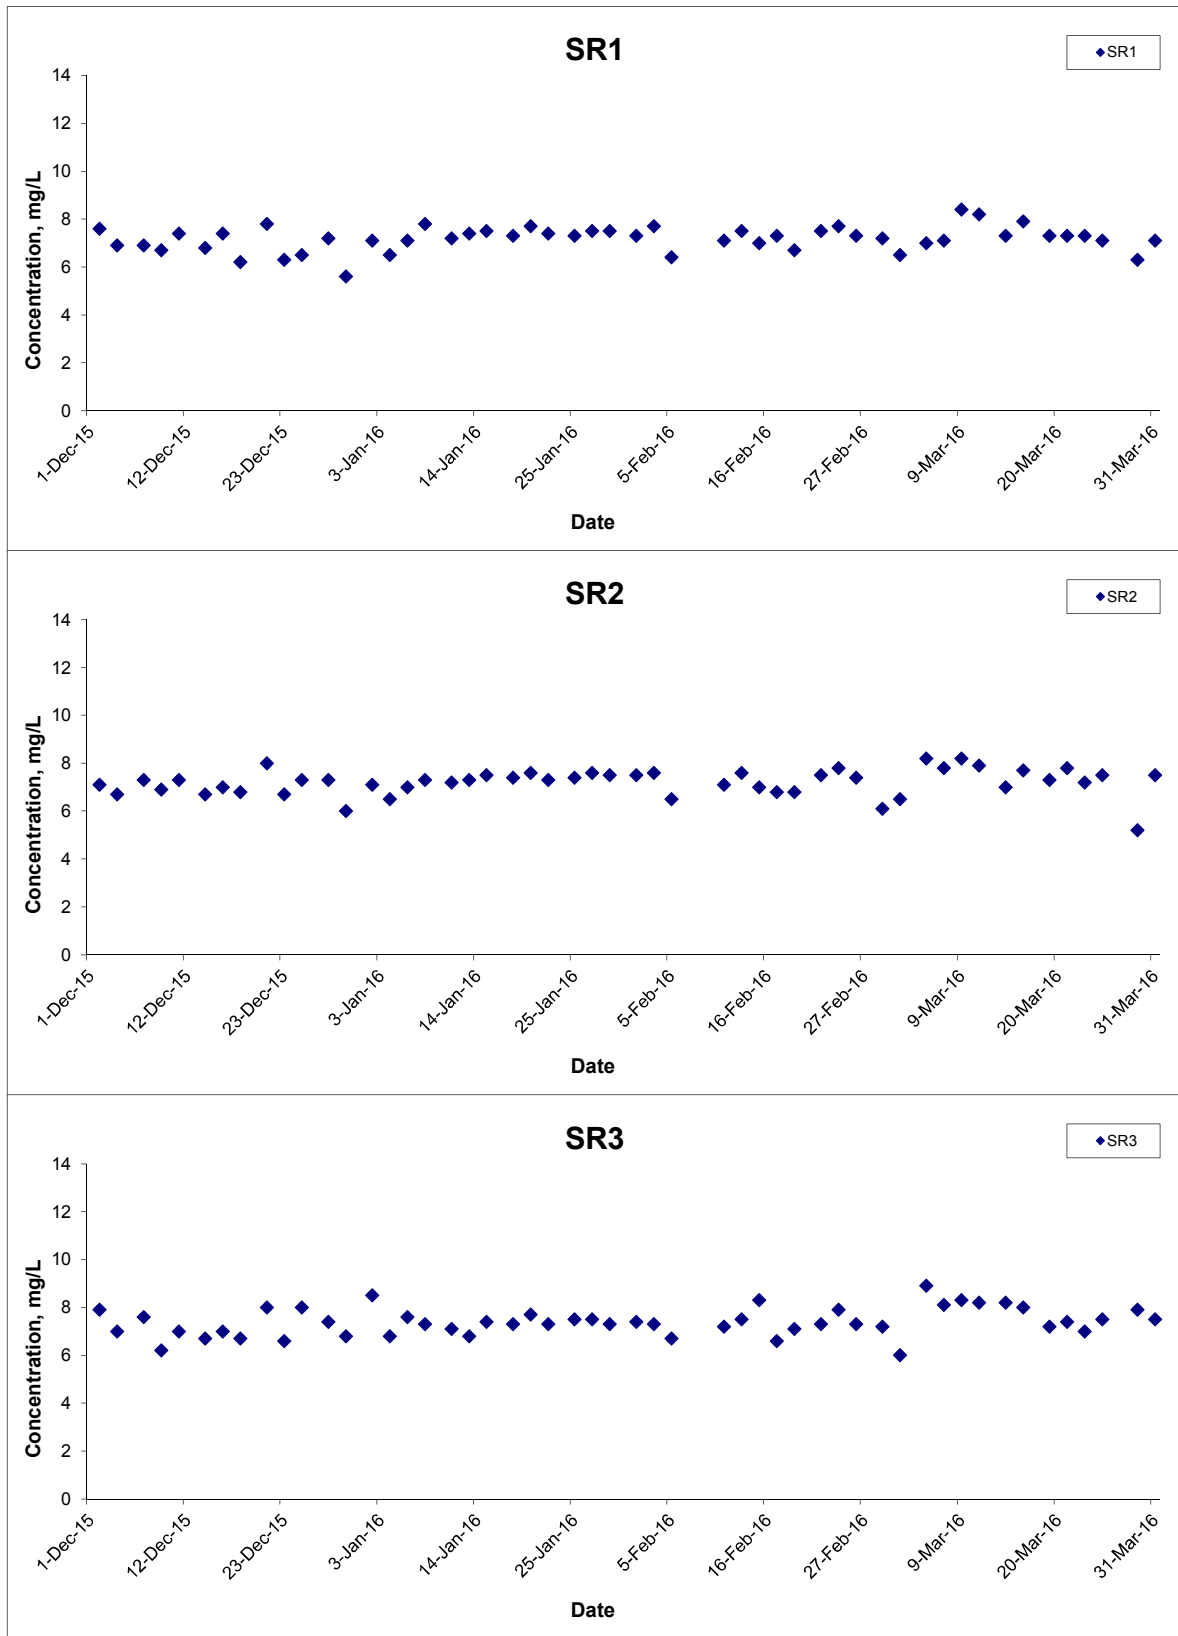 SR1
SR1
Concentration, mg/L
14
12
10
8
6
4
2
0
1-Dec-15
12-Dec-15
23-Dec-15
3-Jan-16
14-Jan-16
25-Jan-16
5-Feb-16
16-Feb-16
27-Feb-16
9-Mar-16
20-Mar-16
31-Mar-16
Date
SR2
SR2
Concentration, mg/L
14
12
10
8
6
4
2
0
1-Dec-15
12-Dec-15
23-Dec-15
3-Jan-16
14-Jan-16
25-Jan-16
5-Feb-16
16-Feb-16
27-Feb-16
9-Mar-16
20-Mar-16
31-Mar-16
Date
SR3
SR3
Concentration, mg/L
14
12
10
8
6
4
2
0
1-Dec-15
12-Dec-15
23-Dec-15
3-Jan-16
14-Jan-16
25-Jan-16
5-Feb-16
16-Feb-16
27-Feb-16
9-Mar-16
20-Mar-16
31-Mar-16
Date